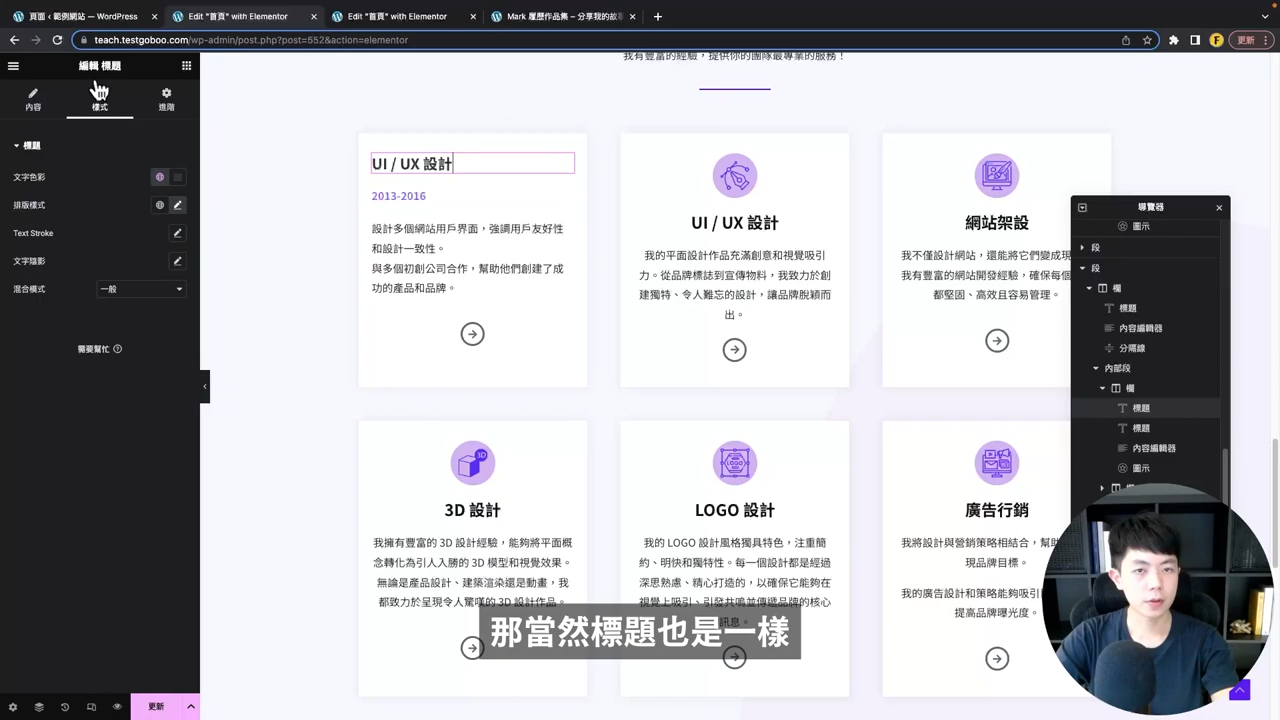 頁面 ‹ 範例網站 — WordPress
Edit "首頁" with Elementor
Edit "首頁" with Elementor
Mark 履歷作品集 – 分享我的故事
teach.testgoboo.com/wp-admin/post.php?post=552&action=elementor
更新
編輯 標題
內容
樣式
進階
標題
文字色彩
排版樣式
Text Stroke
文字陰影
混合模式
一般
需要幫忙
更新
我有豐富的經驗，提供你的團隊最專業的服務！
UI / UX 設計
2013-2016
設計多個網站用戶界面，強調用戶友好性
和設計一致性。
與多個初創公司合作，幫助他們創建了成
功的產品和品牌。
UI / UX 設計
我的平面設計作品充滿創意和視覺吸引
力。從品牌標誌到宣傳物料，我致力於創
建獨特、令人難忘的設計，讓品牌脫穎而
出。
網站架設
我不僅設計網站，還能將它們變成現
我有豐富的網站開發經驗，確保每個
都堅固、高效且容易管理。
3D
3D 設計
我擁有豐富的 3D 設計經驗，能夠將平面概
念轉化為引人入勝的 3D 模型和視覺效果。
無論是產品設計、建築渲染還是動畫，我
都致力於呈現令人驚嘆的 3D 設計作品。
LOGO
LOGO 設計
我的 LOGO 設計風格獨具特色，注重簡
約、明快和獨特性。每一個設計都是經過
深思熟慮、精心打造的，以確保它能夠在
視覺上吸引、引發共鳴並傳遞品牌的核心
訊息。
廣告行銷
我將設計與營銷策略相結合，幫助
現品牌目標。
我的廣告設計和策略能夠吸引
提高品牌曝光度。
導覽器
圖示
段
段
欄
標題
內容編輯器
分隔線
內部段
欄
標題
標題
內容編輯器
圖示
那當然標題也是一樣